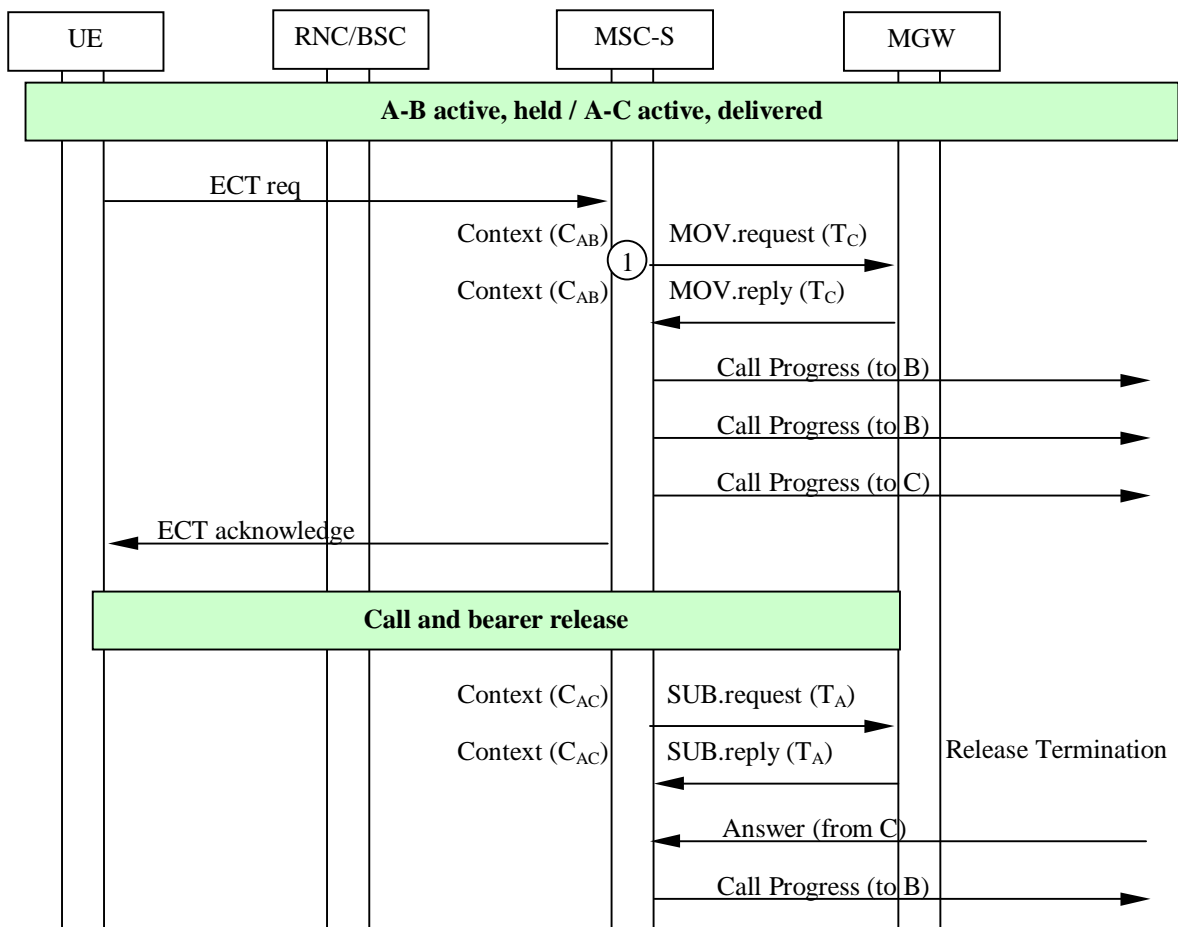 UE RNC/BSC MSC-S MGW
A-B active, held / A-C active, delivered
ECT req
Context (CAB) MOV.request (TC)
1
Context (CAB) MOV.reply (TC)
Call Progress (to B)
Call Progress (to B)
Call Progress (to C)
ECT acknowledge
Call and bearer release
Context (CAC) SUB.request (TA)
Context (CAC) SUB.reply (TA) Release Termination
Answer (from C)
Call Progress (to B)